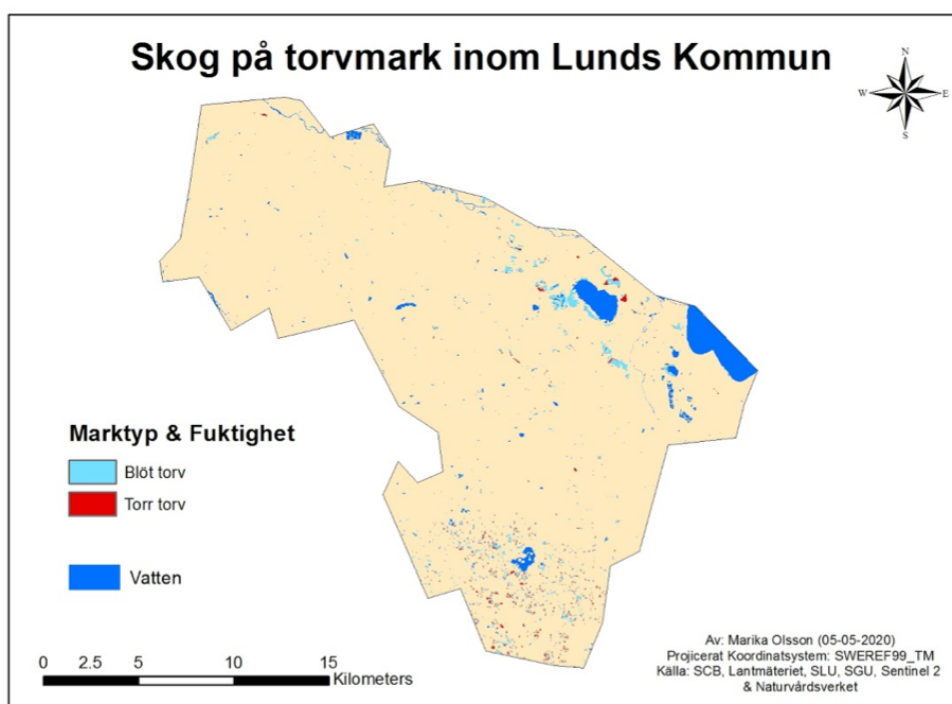 Skog på torvmark inom Lunds Kommun
N
W E
S
Marktyp & Fuktighet
Blöt torv
Torr torv
Vatten
0 2.5 5 10 15
Kilometers
Av: Marika Olsson (05-05-2020)
Projicerat Koordinatsystem: SWEREF99_TM
Källa: SCB, Lantmäteriet, SLU, SGU, Sentinel 2
& Naturvårdsverket